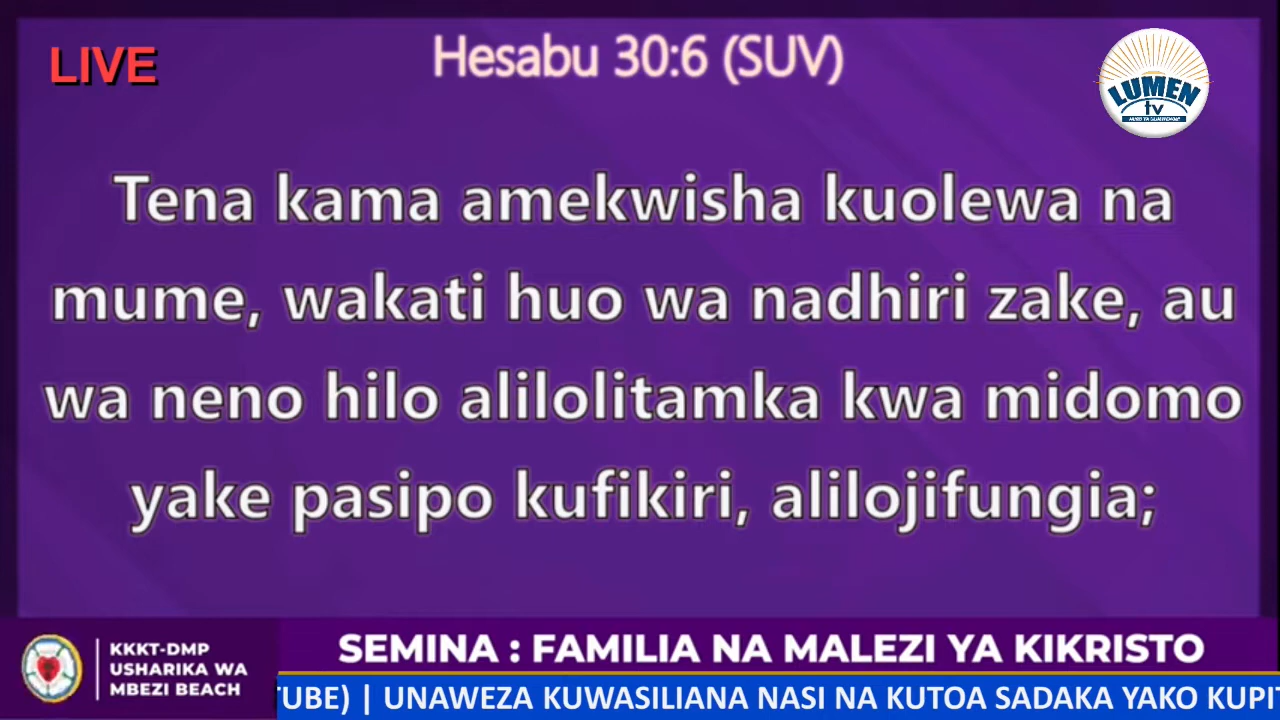 LIVE
Hesabu 30:6 (SUV)
LUMEN
tv
Tena kama amekwisha kuolewa na
mume, wakati huo wa nadhiri zake, au
wa neno hilo alilolitamka kwa midomo
yake pasipo kufikiri, alilojifungia;
KKKT-DMP
USHARIKA WA
MBEZI BEACH
SEMINA : FAMILIA NA MALEZI YA KIKRISTO
TUBE) | UNAWEZA KUWASILIANA NASI NA KUTOA SADAKA YAKO KUPIT